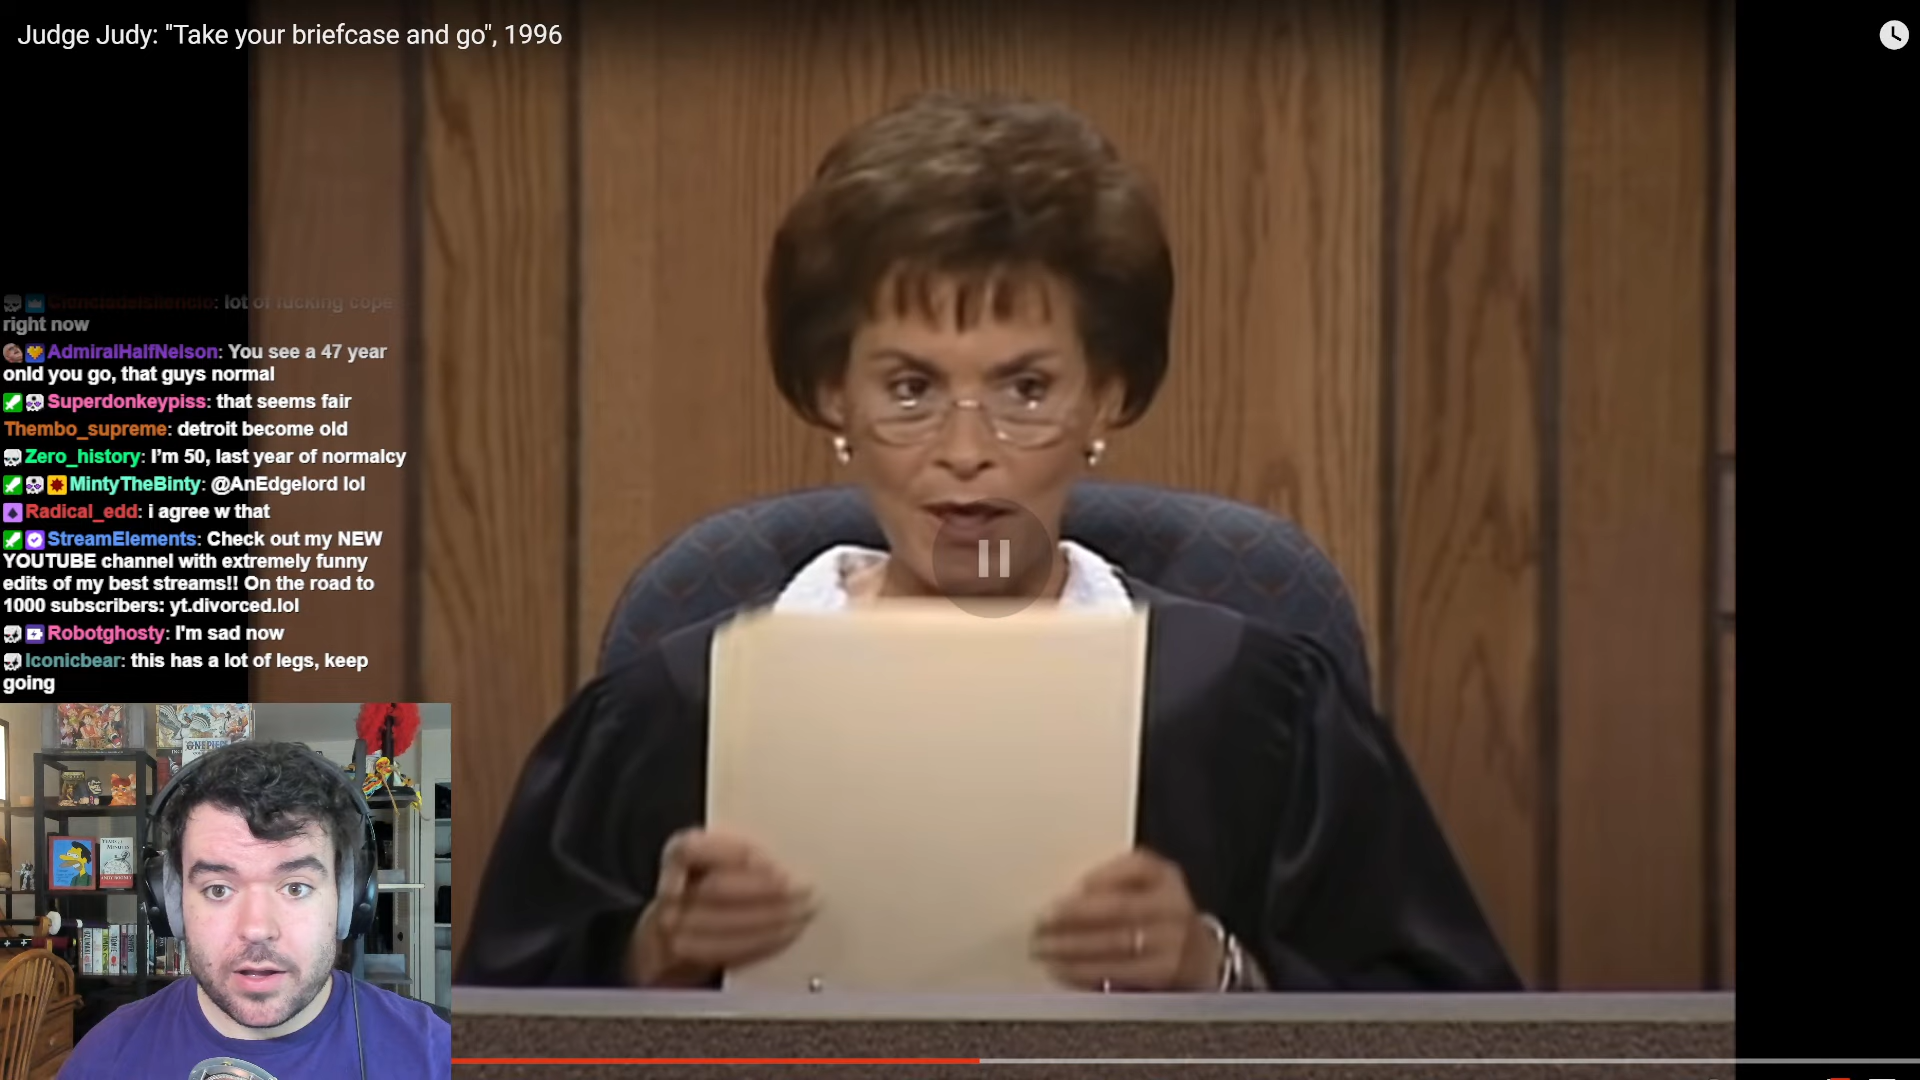 Judge Judy: "Take your briefcase and go", 1996
lot of fucking cope
right now
AdmiralHalfNelson: You see a 47 year
onld you go, that guys normal
Superdonkeypiss: that seems fair
Thembo_supreme: detroit become old
Zero_history: I'm 50, last year of normalcy
MintyTheBinty: @AnEdgelord lol
Radical_edd: i agree w that
StreamElements: Check out my NEW
YOUTUBE channel with extremely funny
edits of my best streams!! On the road to
1000 subscribers: yt.divorced.lol
Robotghosty: I'm sad now
Iconicbear: this has a lot of legs, keep
going